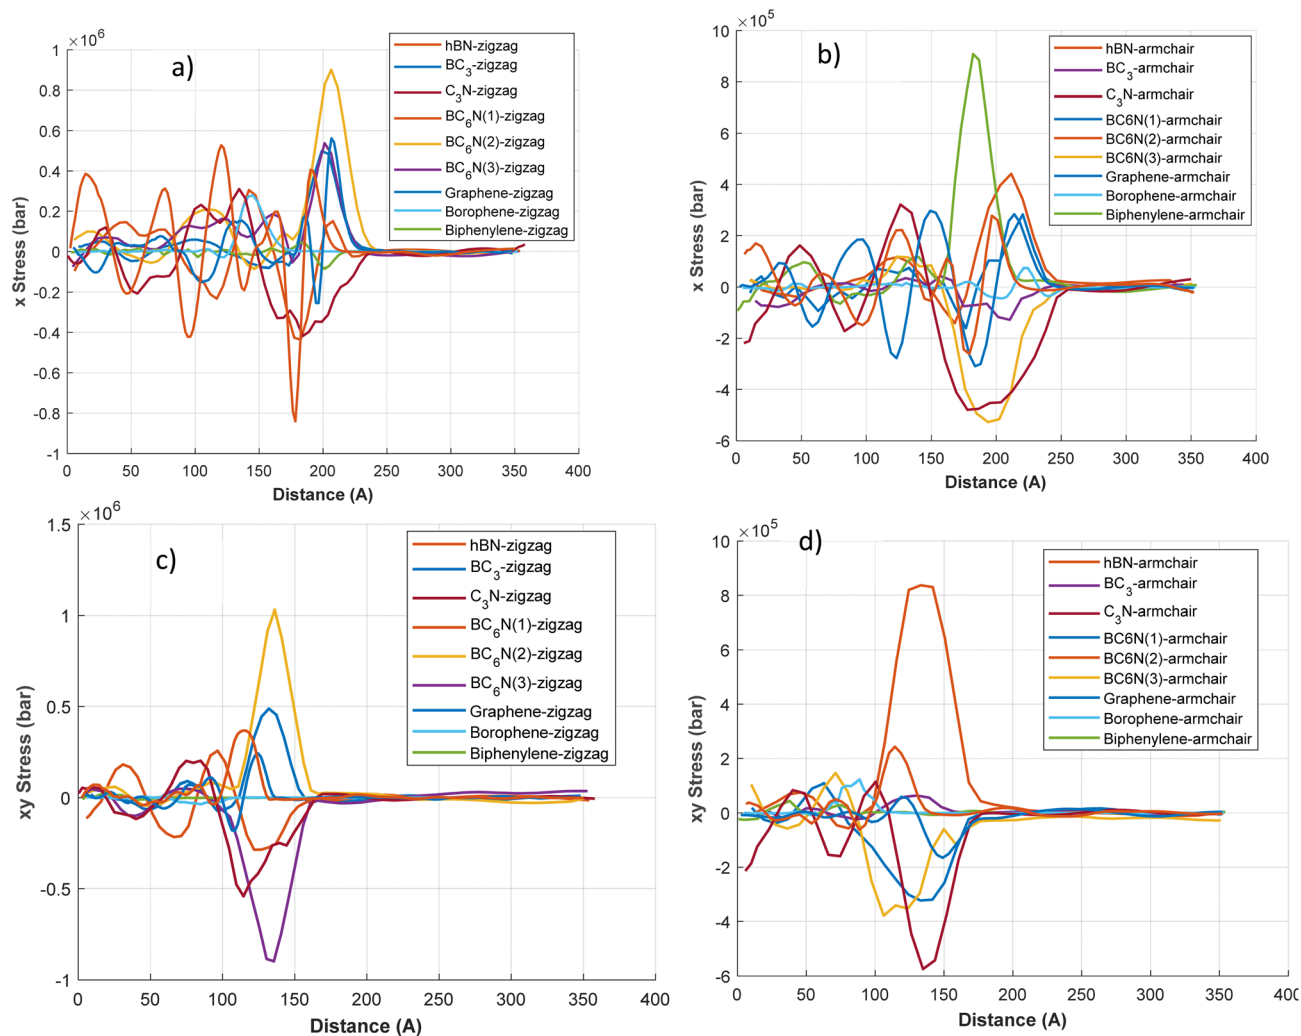 a)
×10⁶
1
0.8
0.6
0.4
0.2
0
-0.2
-0.4
-0.6
-0.8
-1
x Stress (bar)
0 50 100 150 200 250 300 350 400
Distance (A)
hBN-zigzag
BC₃-zigzag
C₃N-zigzag
BC₆N(1)-zigzag
BC₆N(2)-zigzag
BC₆N(3)-zigzag
Graphene-zigzag
Borophene-zigzag
Biphenylene-zigzag
b)
×10⁵
10
8
6
4
2
0
-2
-4
-6
x Stress (bar)
0 50 100 150 200 250 300 350 400
Distance (A)
hBN-armchair
BC₃-armchair
C₃N-armchair
BC6N(1)-armchair
BC6N(2)-armchair
BC6N(3)-armchair
Graphene-armchair
Borophene-armchair
Biphenylene-armchair
c)
×10⁶
1.5
1
0.5
0
-0.5
-1
xy Stress (bar)
0 50 100 150 200 250 300 350 400
Distance (A)
hBN-zigzag
BC₃-zigzag
C₃N-zigzag
BC₆N(1)-zigzag
BC₆N(2)-zigzag
BC₆N(3)-zigzag
Graphene-zigzag
Borophene-zigzag
Biphenylene-zigzag
d)
×10⁵
10
8
6
4
2
0
-2
-4
-6
xy Stress (bar)
0 50 100 150 200 250 300 350 400
Distance (A)
hBN-armchair
BC₃-armchair
C₃N-armchair
BC6N(1)-armchair
BC6N(2)-armchair
BC6N(3)-armchair
Graphene-armchair
Borophene-armchair
Biphenylene-armchair